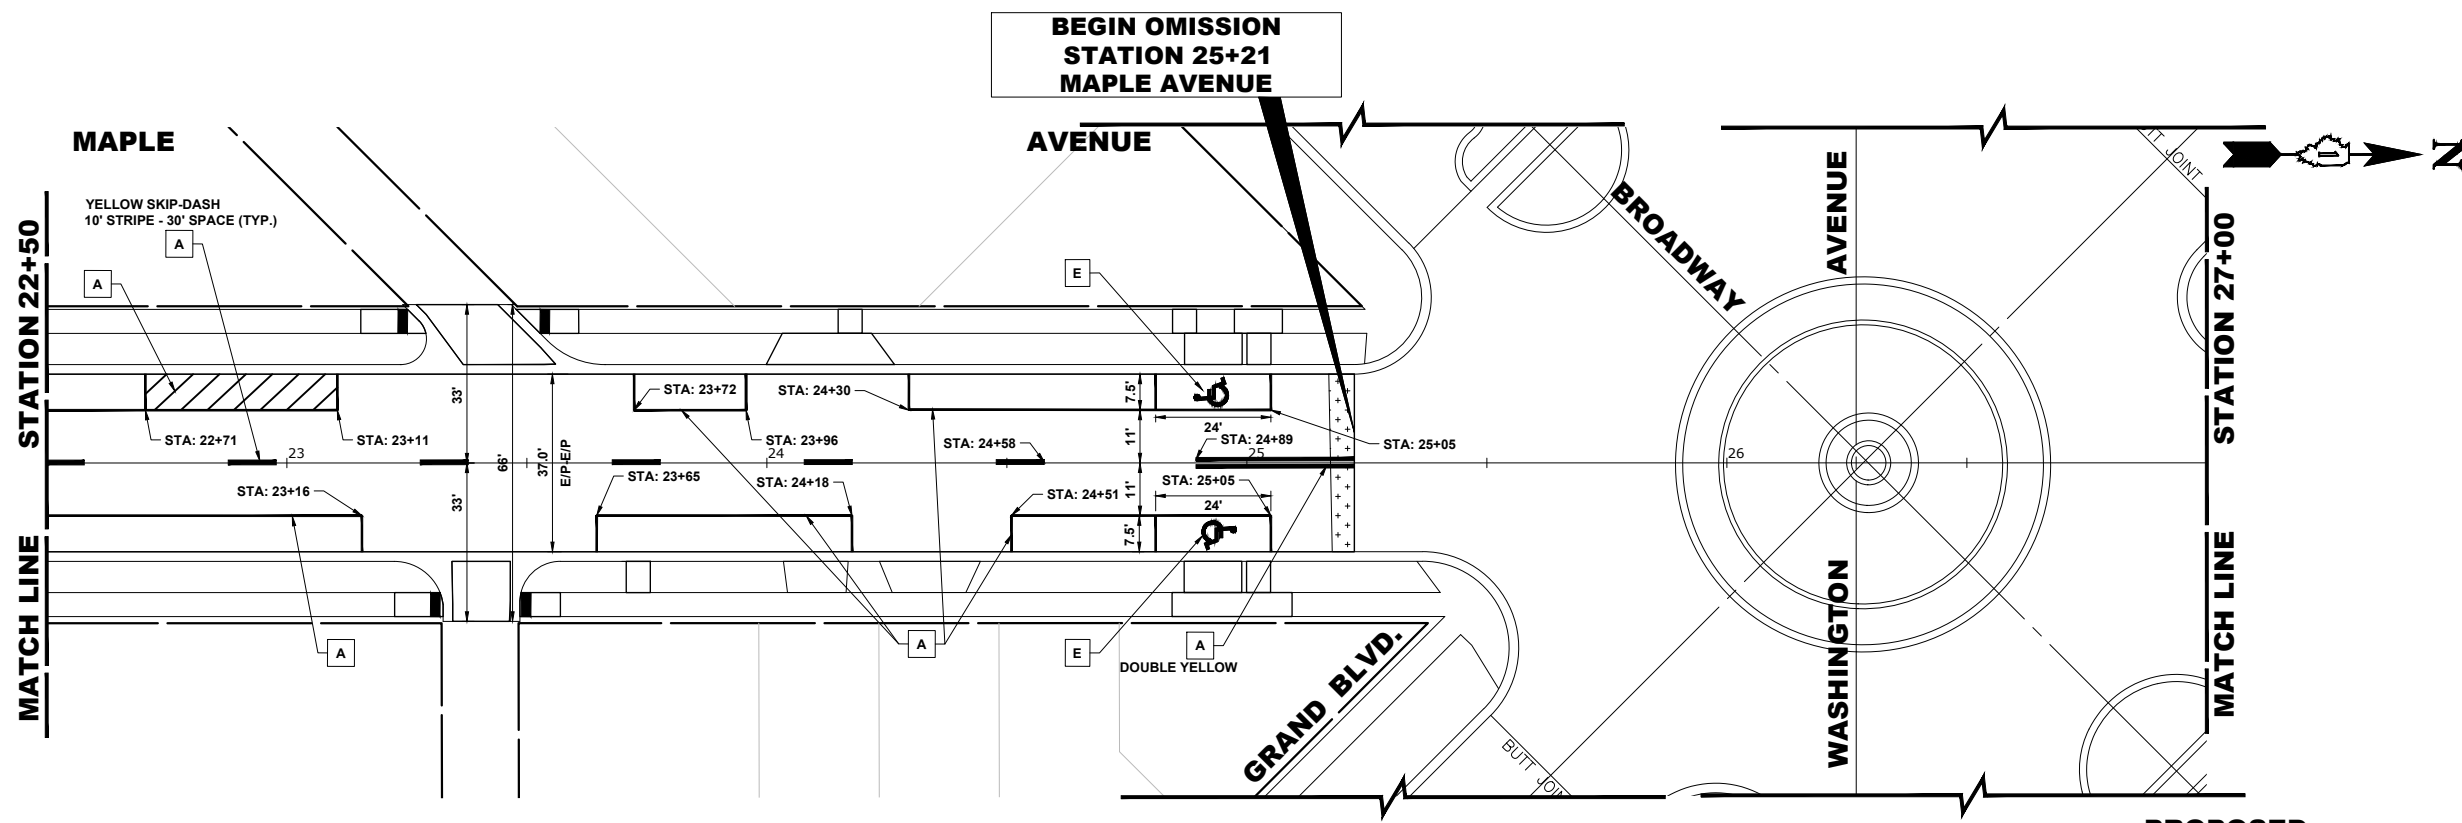 BEGIN OMISSION
STATION 25+21
MAPLE AVENUE
MAPLE
AVENUE
YELLOW SKIP-DASH
10' STRIPE - 30' SPACE (TYP.)
A
A
E
BROADWAY
AVENUE
BUTT JOINT
N
STATION 22+50
STATION 27+00
STA: 23+72
STA: 24+30
7.5'
33'
24'
STA: 22+71
STA: 23+11
STA: 23+96
STA: 24+58
11'
STA: 24+89
STA: 25+05
23
24
25
26
66'
37.0'
E/P-E/P
STA: 23+16
33'
STA: 23+65
STA: 24+18
STA: 24+51
11'
STA: 25+05
24'
7.5'
MATCH LINE
A
A
E
A
DOUBLE YELLOW
GRAND BLVD.
BUTT JOIN
WASHINGTON
MATCH LINE